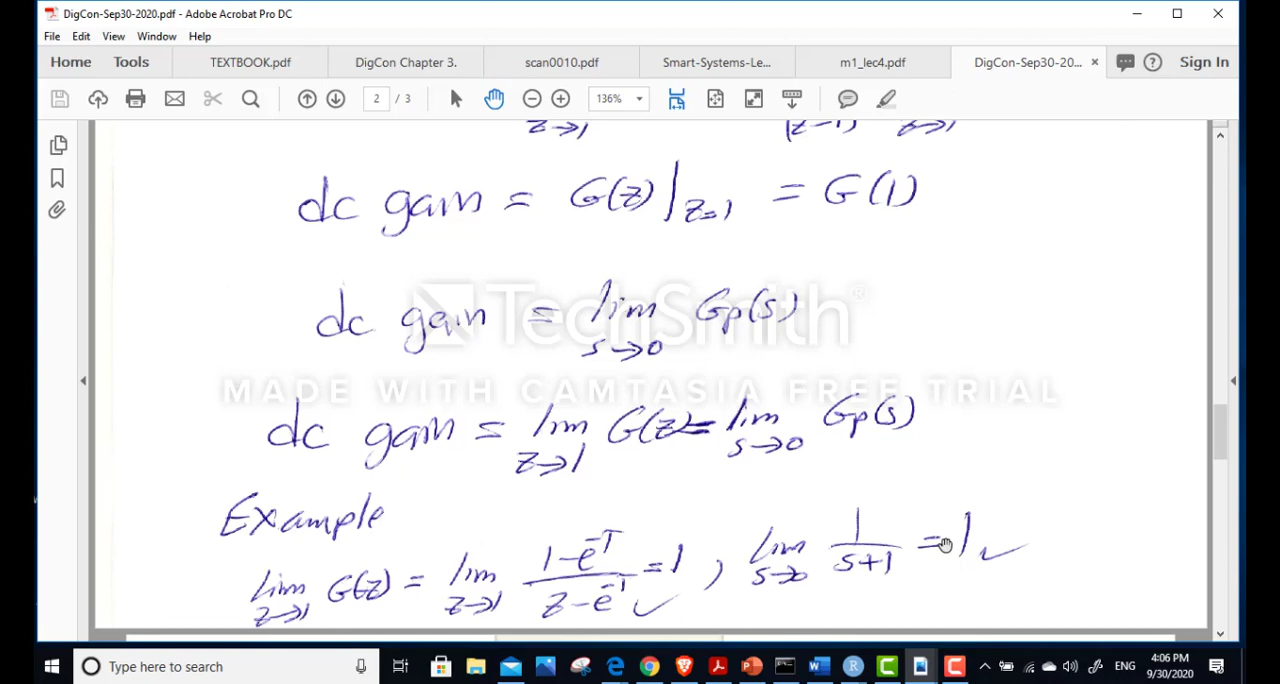 DigCon-Sep30-2020.pdf - Adobe Acrobat Pro DC
File Edit View Window Help
Home Tools TEXTBOOK.pdf DigCon Chapter 3. scan0010.pdf Smart-Systems-Le... m1_lec4.pdf DigCon-Sep30-20... × Sign In
2 / 3 136%
z→1 (z-1) z→1
dc gain = G(z)|z=1 = G(1)
dc gain = lim s→0 Gp(s)
TechSmith®
MADE WITH CAMTASIA FREE TRIAL
dc gain = lim z→1 G(z) = lim s→0 Gp(s)
Example
lim z→1 G(z) = lim z→1 (1-e^-T)/(z-e^-T) = 1 ✓, lim s→0 1/(s+1) = 1 ✓
Type here to search ENG 4:06 PM
9/30/2020